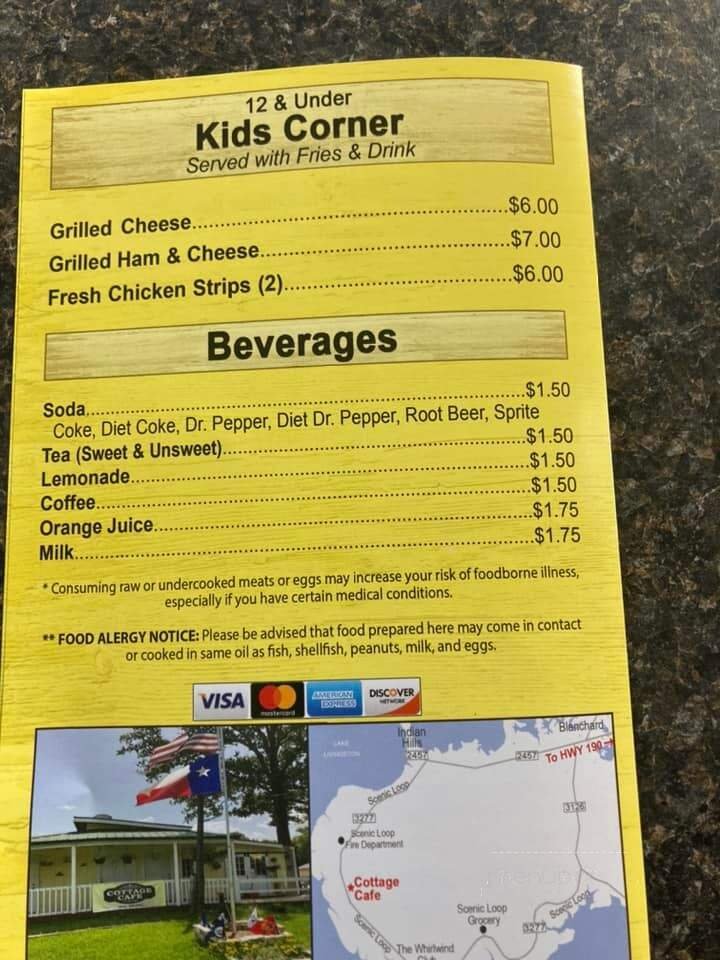 12 & Under
Kids Corner
Served with Fries & Drink
Grilled Cheese.....$6.00
Grilled Ham & Cheese.....$7.00
Fresh Chicken Strips (2).....$6.00
Beverages
Soda.....$1.50
Coke, Diet Coke, Dr. Pepper, Diet Dr. Pepper, Root Beer, Sprite
Tea (Sweet & Unsweet).....$1.50
Lemonade.....$1.50
Coffee.....$1.50
Orange Juice.....$1.75
Milk.....$1.75
* Consuming raw or undercooked meats or eggs may increase your risk of foodborne illness,
especially if you have certain medical conditions.
** FOOD ALERGY NOTICE: Please be advised that food prepared here may come in contact
or cooked in same oil as fish, shellfish, peanuts, milk, and eggs.
VISA
mastercard
AMERICAN
EXPRESS
DISCOVER
NETWORK
COTTAGE
CAFE
LAKE
LIVINGSTON
Indian
Hills
2457
2457
Blanchard
To HWY 190
Scenic Loop
3277
3126
Scenic Loop
Fire Department
Cottage
Cafe
Scenic Loop
Grocery
3277
Scenic Loop
Scenic Loop
The Whirlwind
Club